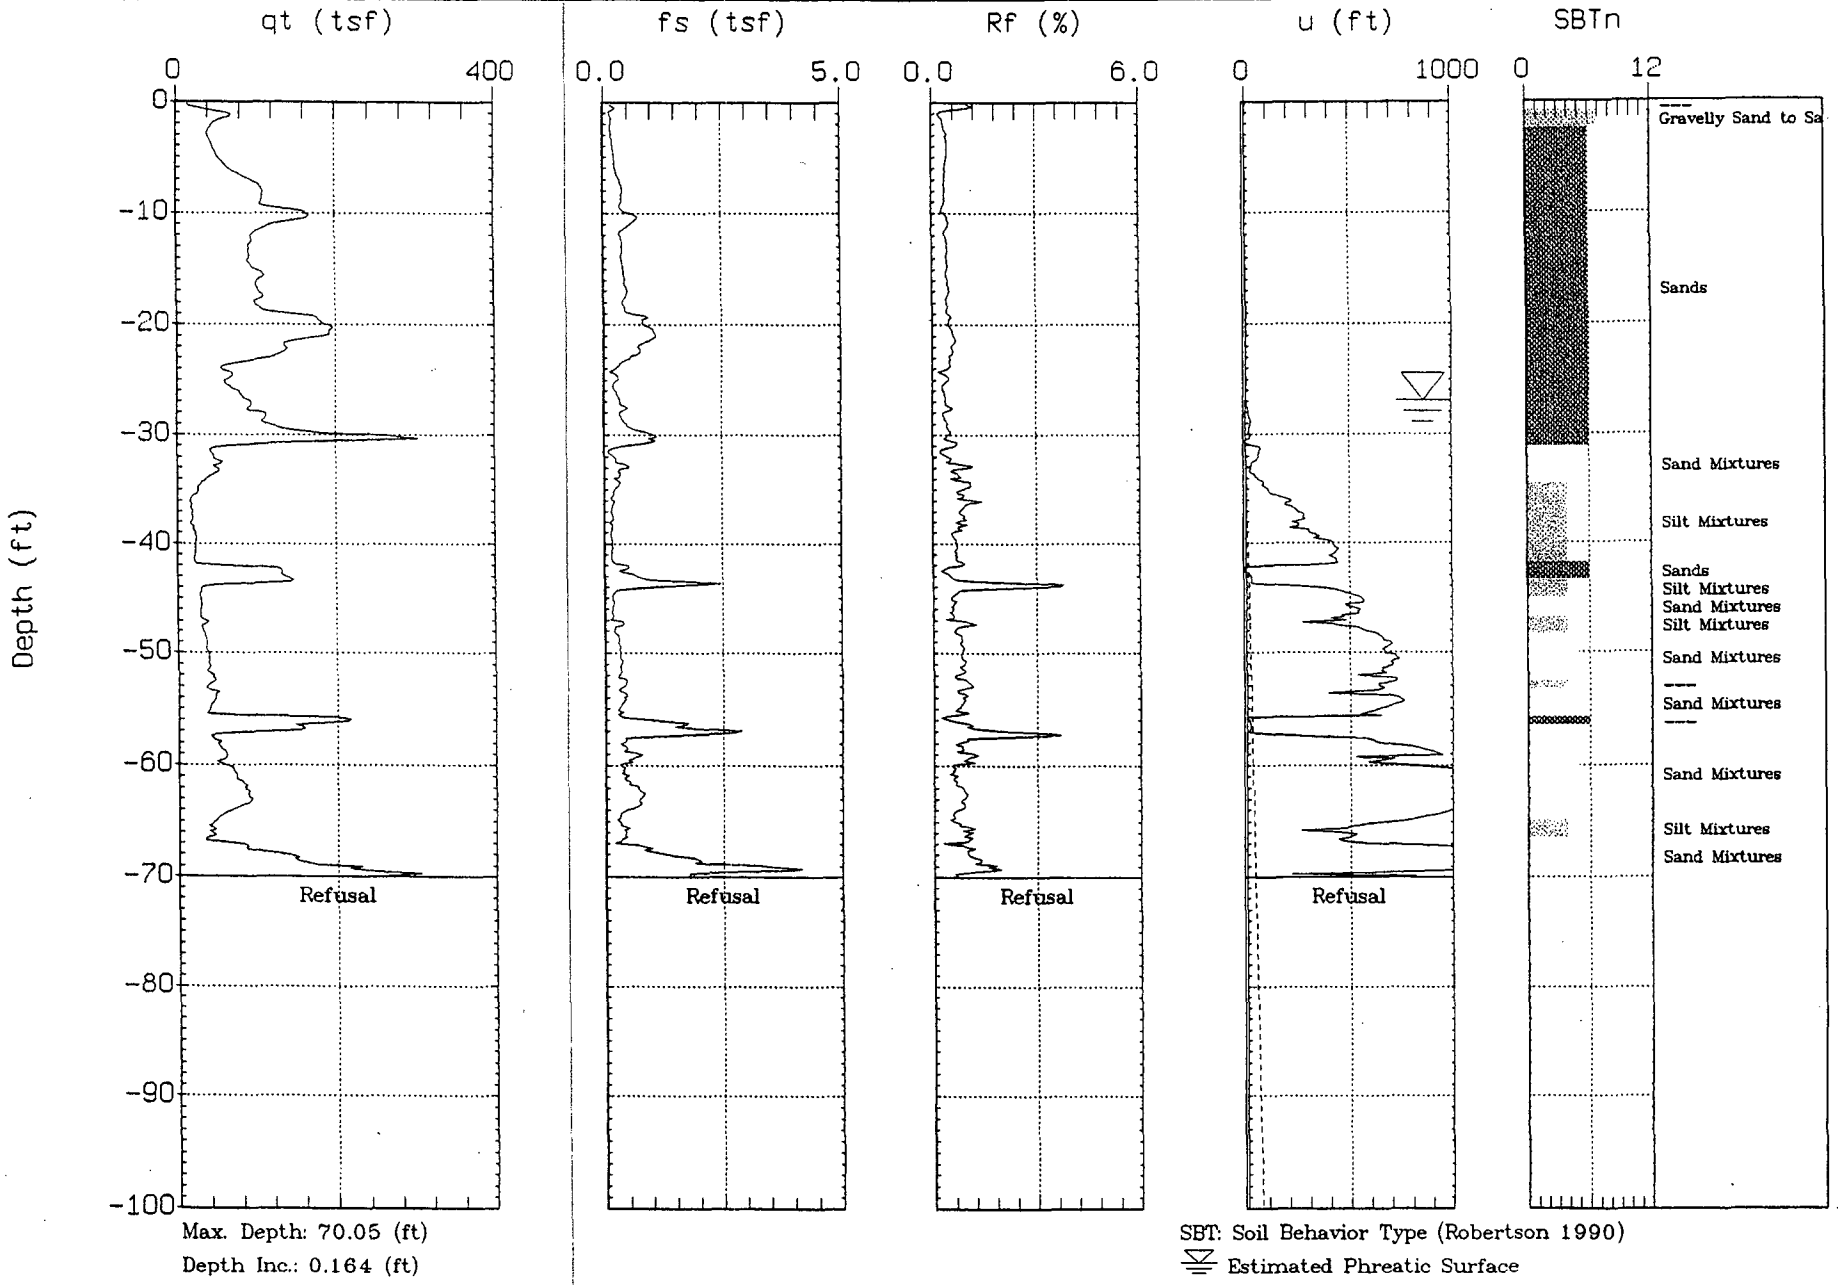 qt (tsf) fs (tsf) Rf (%) u (ft) SBTn
0 400 0.0 5.0 0.0 6.0 0 1000 0 12
0
-10
-20
-30
-40
-50
-60
-70
-80
-90
-100
Depth (ft)
Gravelly Sand to Sa
Sands
Sand Mixtures
Silt Mixtures
Sands
Silt Mixtures
Sand Mixtures
Silt Mixtures
Sand Mixtures
Sand Mixtures
Sand Mixtures
Silt Mixtures
Sand Mixtures
Refusal Refusal Refusal Refusal
Max. Depth: 70.05 (ft)
Depth Inc.: 0.164 (ft)
SBT: Soil Behavior Type (Robertson 1990)
Estimated Phreatic Surface